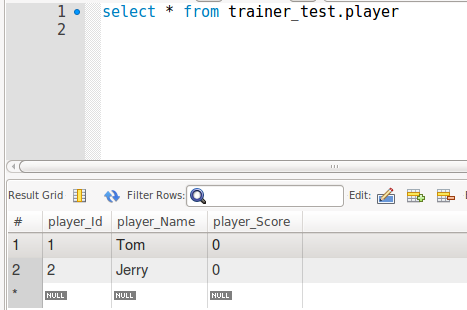 1 select * from trainer_test.player
2
Result Grid Filter Rows: Edit:
# player_Id player_Name player_Score
1 1 Tom 0
2 2 Jerry 0
* NULL NULL NULL